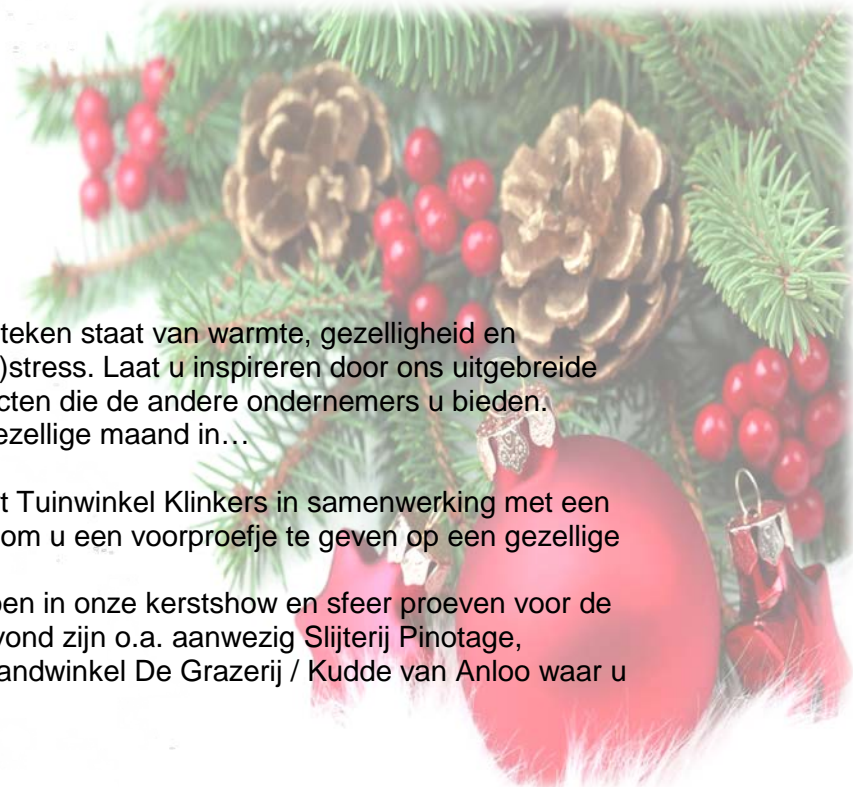 teken staat van warmte, gezelligheid en
)stress. Laat u inspireren door ons uitgebreide
cten die de andere ondernemers u bieden.
ezellige maand in…
t Tuinwinkel Klinkers in samenwerking met een
om u een voorproefje te geven op een gezellige
en in onze kerstshow en sfeer proeven voor de
vond zijn o.a. aanwezig Slijterij Pinotage,
andwinkel De Grazerij / Kudde van Anloo waar u